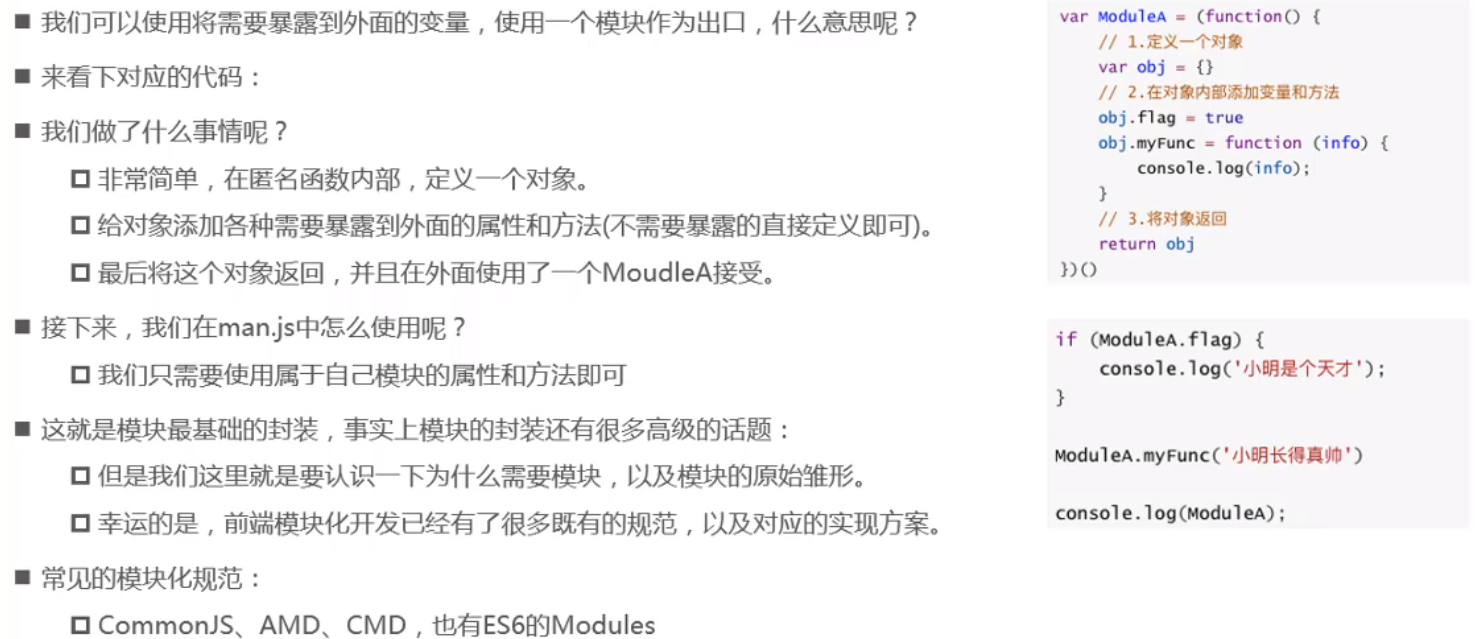 ■ 我们可以使用将需要暴露到外面的变量，使用一个模块作为出口，什么意思呢？
■ 来看下对应的代码：
■ 我们做了什么事情呢？
□ 非常简单，在匿名函数内部，定义一个对象。
□ 给对象添加各种需要暴露到外面的属性和方法(不需要暴露的直接定义即可)。
□ 最后将这个对象返回，并且在外面使用了一个MoudleA接受。
■ 接下来，我们在man.js中怎么使用呢？
□ 我们只需要使用属于自己模块的属性和方法即可
■ 这就是模块最基础的封装，事实上模块的封装还有很多高级的话题：
□ 但是我们这里就是要认识一下为什么需要模块，以及模块的原始雏形。
□ 幸运的是，前端模块化开发已经有了很多既有的规范，以及对应的实现方案。
■ 常见的模块化规范：
□ CommonJS、AMD、CMD，也有ES6的Modules
var ModuleA = (function() {
// 1.定义一个对象
var obj = {}
// 2.在对象内部添加变量和方法
obj.flag = true
obj.myFunc = function (info) {
console.log(info);
}
// 3.将对象返回
return obj
})()
if (ModuleA.flag) {
console.log('小明是个天才');
}
ModuleA.myFunc('小明长得真帅')
console.log(ModuleA);